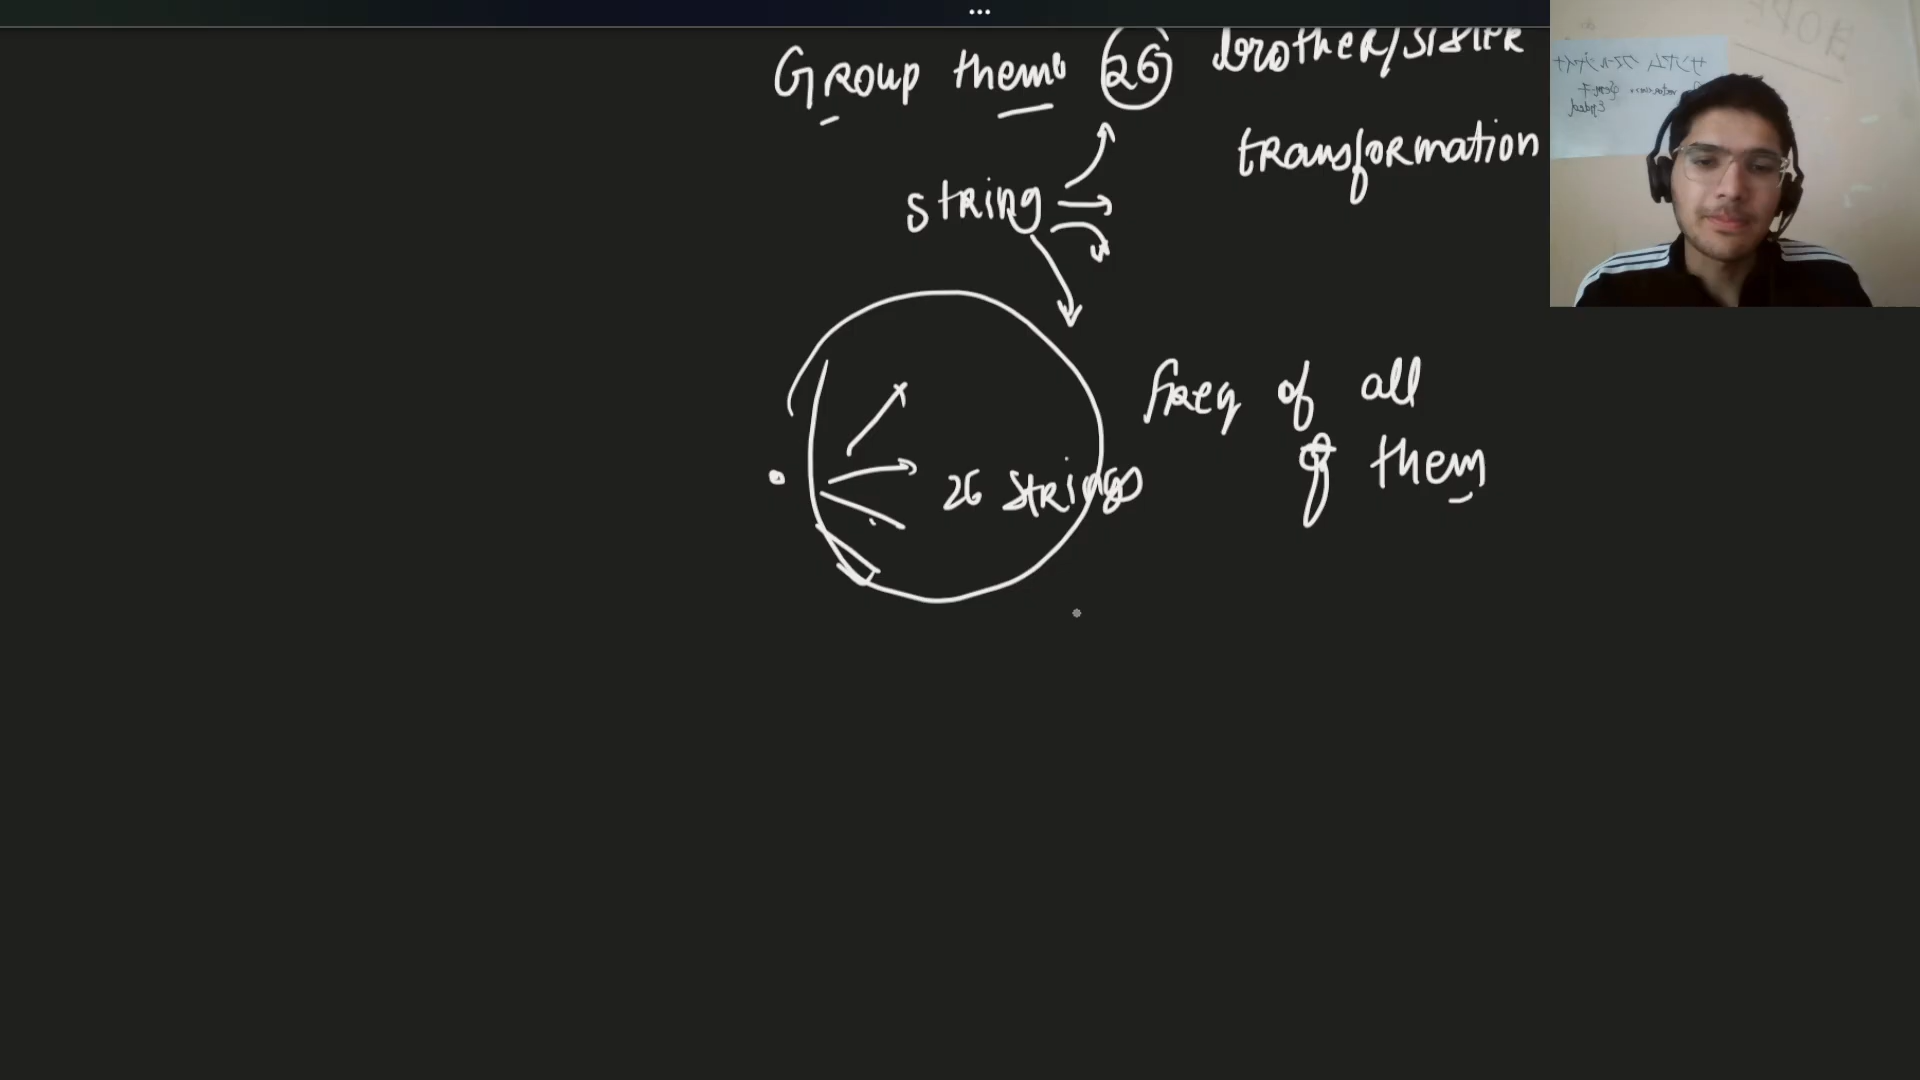 ...
Group them 26 brother/sister
transformation
string
freq of all
of them
26 strings